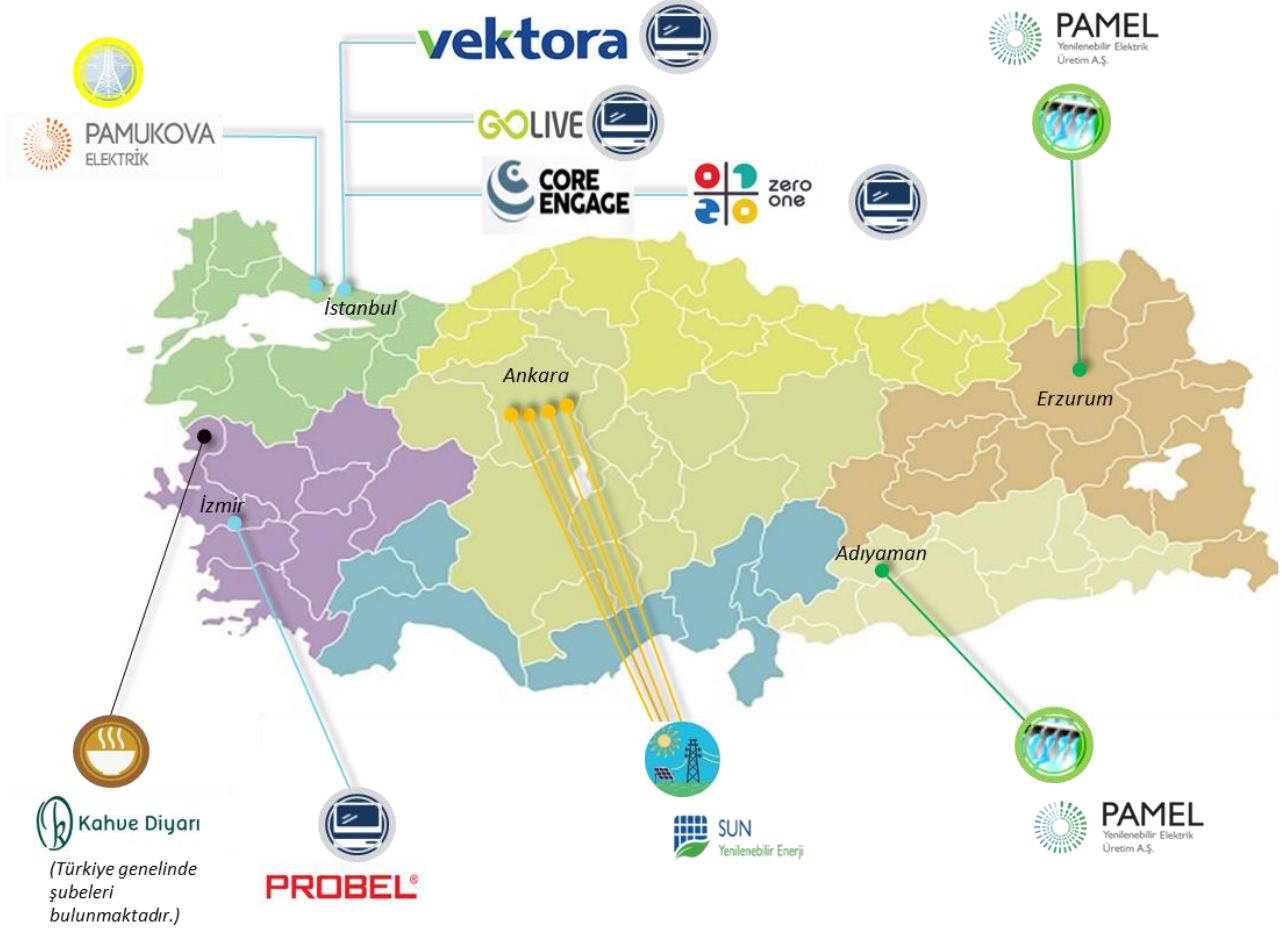 vektora
PAMEL
Yenilenebilir Elektrik
Üretim A.Ş.
GOLIVE
PAMUKOVA
ELEKTRİK
CORE
ENGAGE
zero
one
İstanbul
Ankara
Erzurum
İzmir
Adıyaman
Kahve Diyarı
(Türkiye genelinde
şubeleri
bulunmaktadır.)
PROBEL®
SUN
Yenilenebilir Enerji
PAMEL
Yenilenebilir Elektrik
Üretim A.Ş.